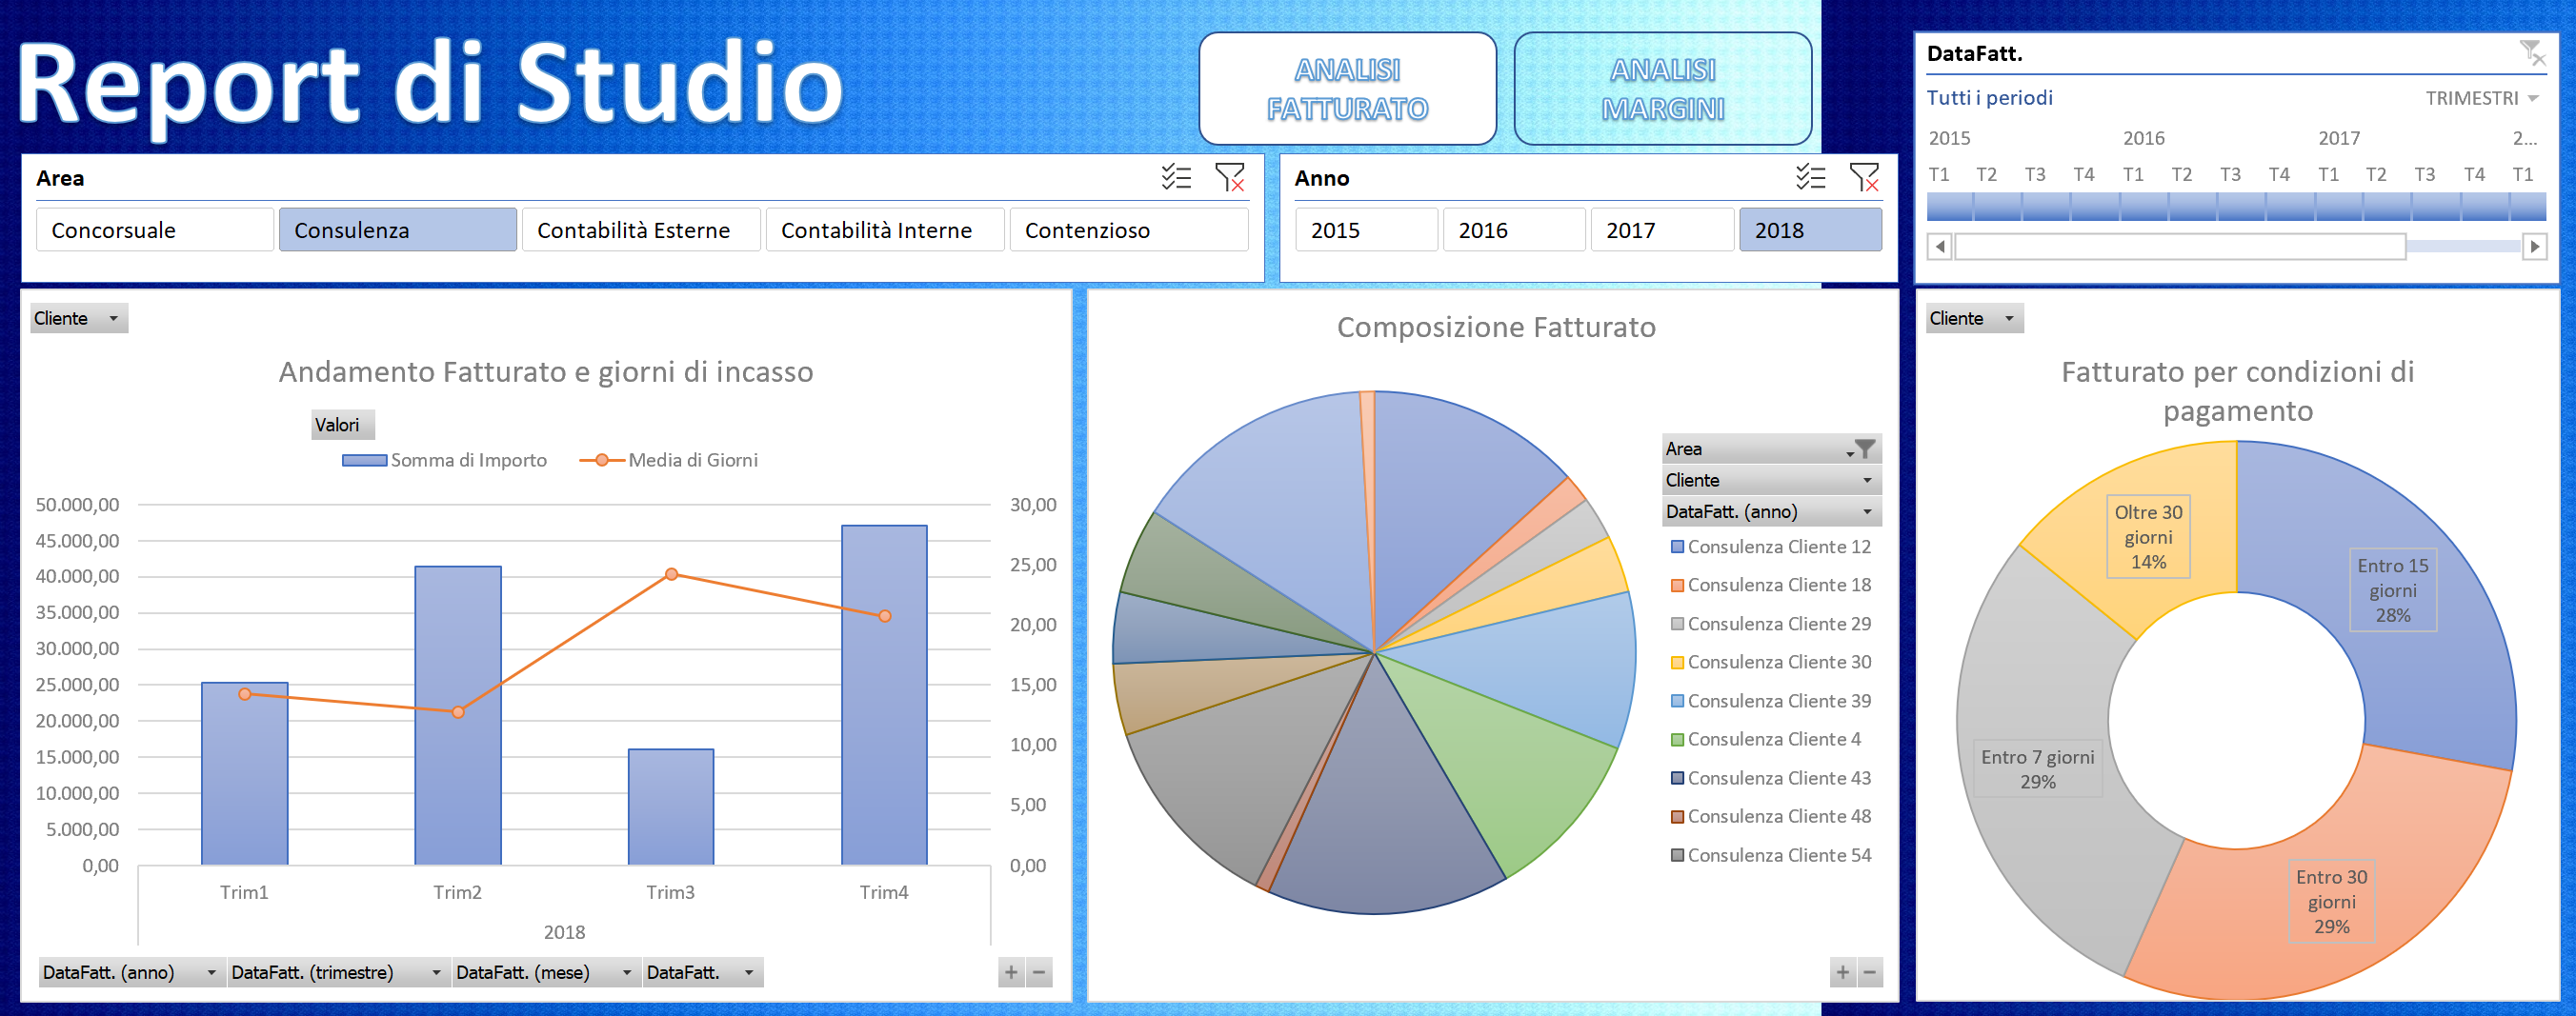 Report di Studio
ANALISI
FATTURATO
ANALISI
MARGINI
DataFatt.
Tutti i periodi
TRIMESTRI
2015 2016 2017 2...
T1 T2 T3 T4 T1 T2 T3 T4 T1 T2 T3 T4 T1
Area
Concorsuale Consulenza Contabilità Esterne Contabilità Interne Contenzioso
Anno
2015 2016 2017 2018
Cliente
Andamento Fatturato e giorni di incasso
Valori
Somma di Importo Media di Giorni
50.000,00 30,00
45.000,00
40.000,00
35.000,00
30.000,00
25.000,00
20.000,00
15.000,00
10.000,00
5.000,00
0,00
25,00
20,00
15,00
10,00
5,00
0,00
Trim1 Trim2 Trim3 Trim4
2018
DataFatt. (anno) DataFatt. (trimestre) DataFatt. (mese) DataFatt.
+ −
Composizione Fatturato
Area
Cliente
DataFatt. (anno)
Consulenza Cliente 12
Consulenza Cliente 18
Consulenza Cliente 29
Consulenza Cliente 30
Consulenza Cliente 39
Consulenza Cliente 4
Consulenza Cliente 43
Consulenza Cliente 48
Consulenza Cliente 54
+ −
Cliente
Fatturato per condizioni di
pagamento
Oltre 30
giorni
14%
Entro 15
giorni
28%
Entro 7 giorni
29%
Entro 30
giorni
29%